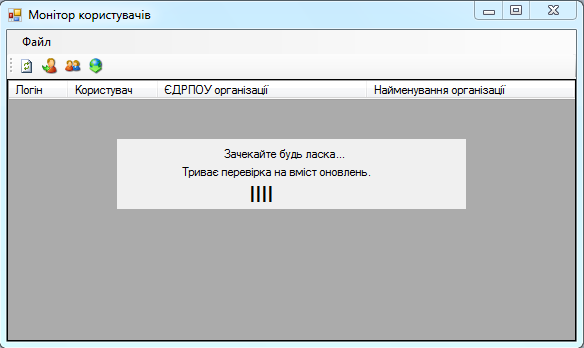 Монітор користувачів
Файл
Логін Користувач ЄДРПОУ організації Найменування організації
Зачекайте будь ласка...
Триває перевірка на вміст оновлень.